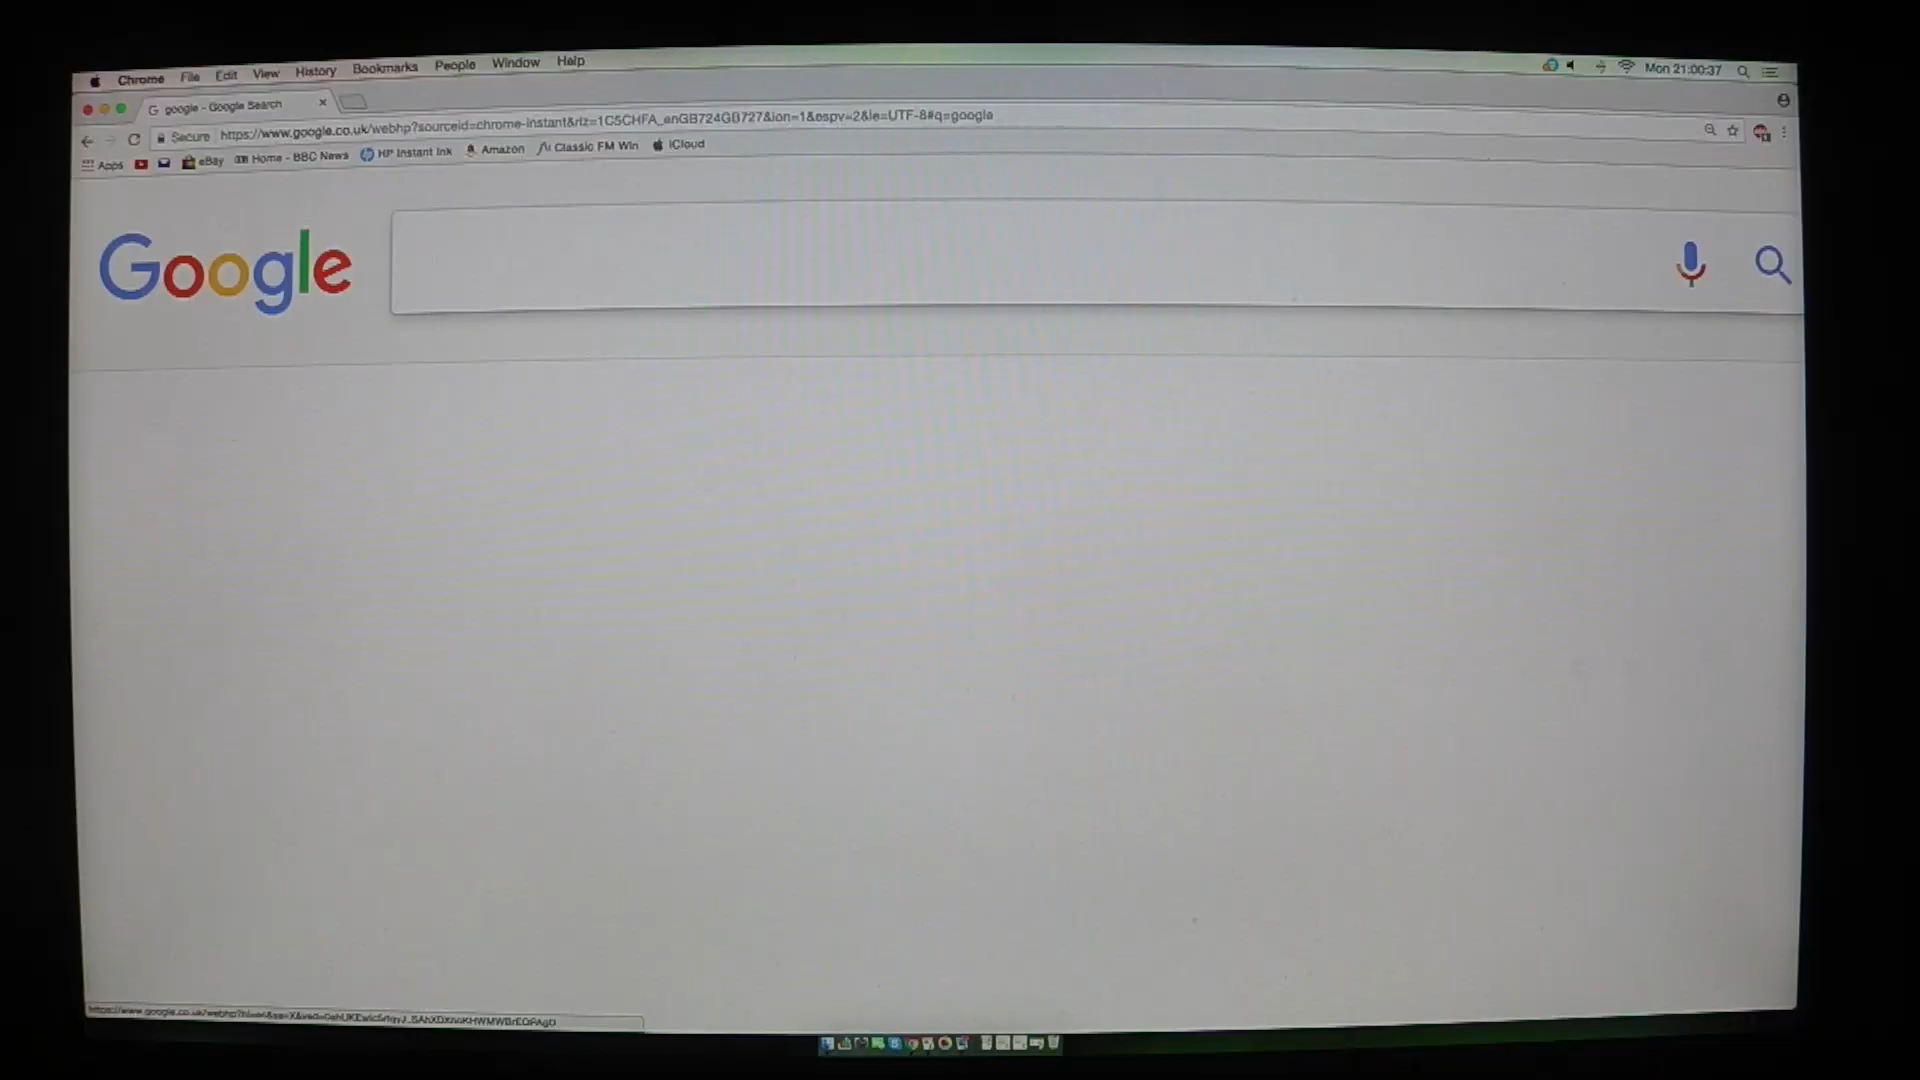 Chrome File Edit View History Bookmarks People Window Help Mon 21:00:37
google - Google Search
Secure https://www.google.co.uk/webhp?sourceid=chrome-instant&rlz=1C5CHFA_enGB724GB727&ion=1&espv=2&ie=UTF-8#q=google
Apps eBay Home - BBC News HP Instant Ink Amazon Classic FM Win iCloud
Google